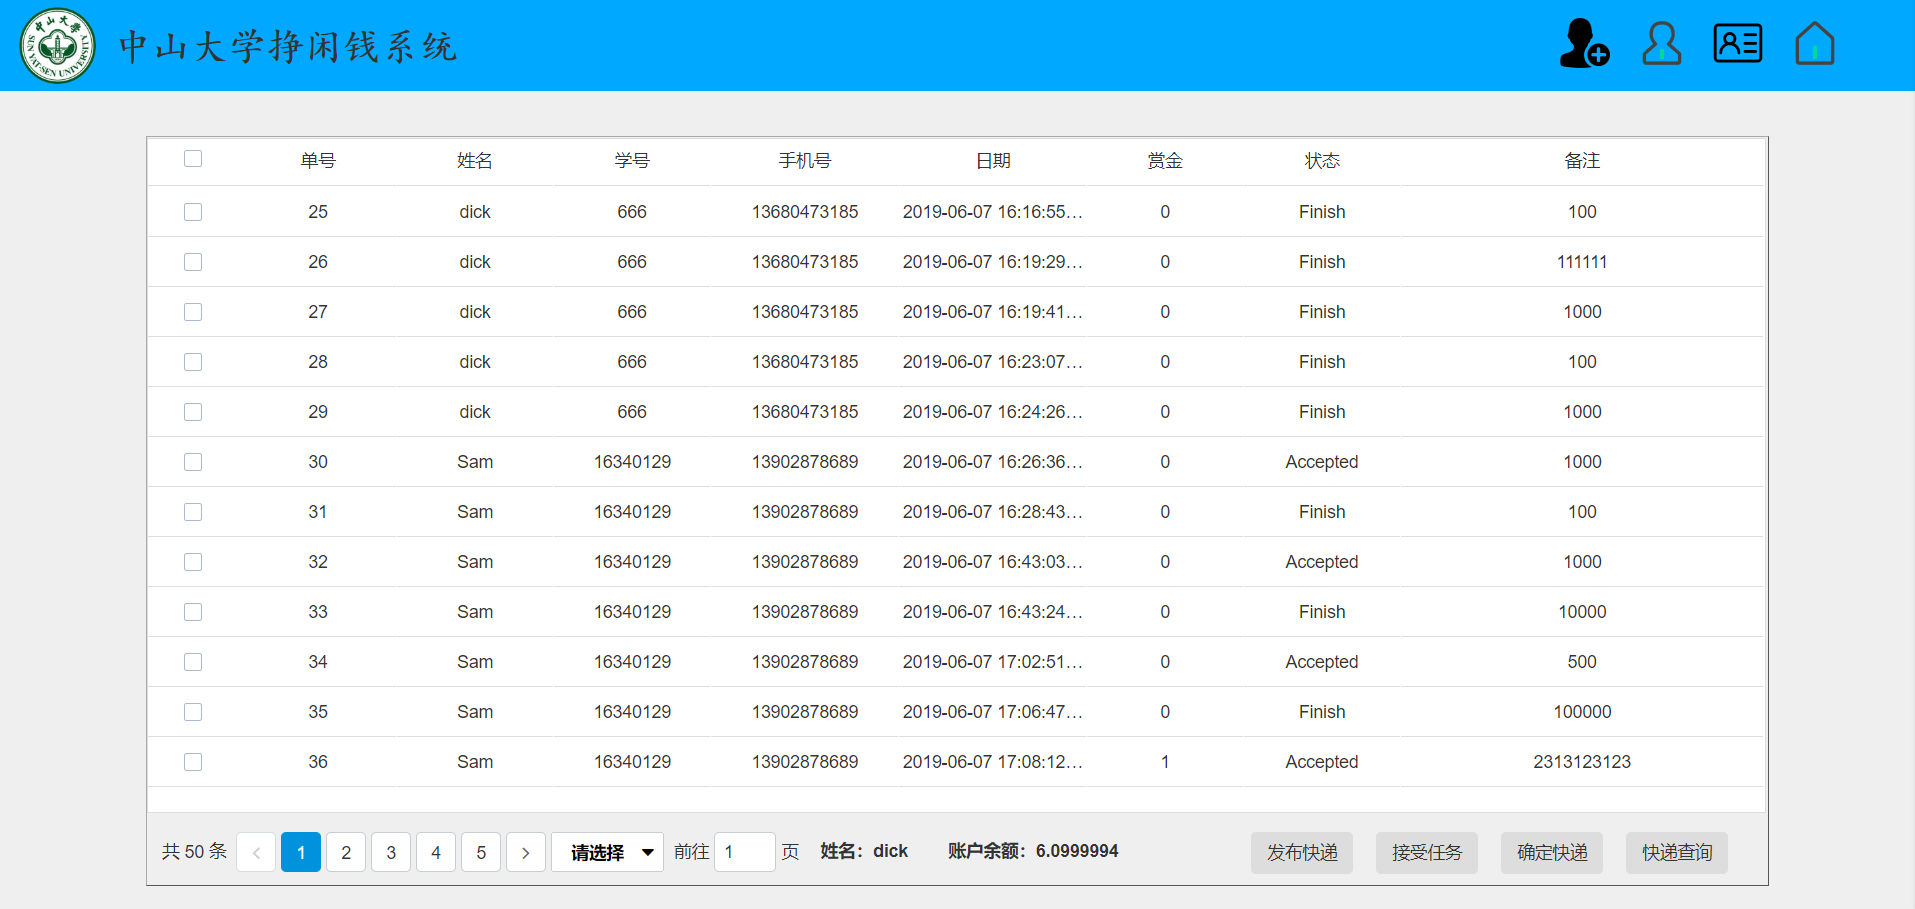 中山大学 SUN YAT-SEN UNIVERSITY
中山大学挣闲钱系统
单号 姓名 学号 手机号 日期 赏金 状态 备注
25 dick 666 13680473185 2019-06-07 16:16:55… 0 Finish 100
26 dick 666 13680473185 2019-06-07 16:19:29… 0 Finish 111111
27 dick 666 13680473185 2019-06-07 16:19:41… 0 Finish 1000
28 dick 666 13680473185 2019-06-07 16:23:07… 0 Finish 100
29 dick 666 13680473185 2019-06-07 16:24:26… 0 Finish 1000
30 Sam 16340129 13902878689 2019-06-07 16:26:36… 0 Accepted 1000
31 Sam 16340129 13902878689 2019-06-07 16:28:43… 0 Finish 100
32 Sam 16340129 13902878689 2019-06-07 16:43:03… 0 Accepted 1000
33 Sam 16340129 13902878689 2019-06-07 16:43:24… 0 Finish 10000
34 Sam 16340129 13902878689 2019-06-07 17:02:51… 0 Accepted 500
35 Sam 16340129 13902878689 2019-06-07 17:06:47… 0 Finish 100000
36 Sam 16340129 13902878689 2019-06-07 17:08:12… 1 Accepted 2313123123
共 50 条 < 1 2 3 4 5 > 请选择 前往 1 页 姓名：dick 账户余额：6.0999994 发布快递 接受任务 确定快递 快递查询